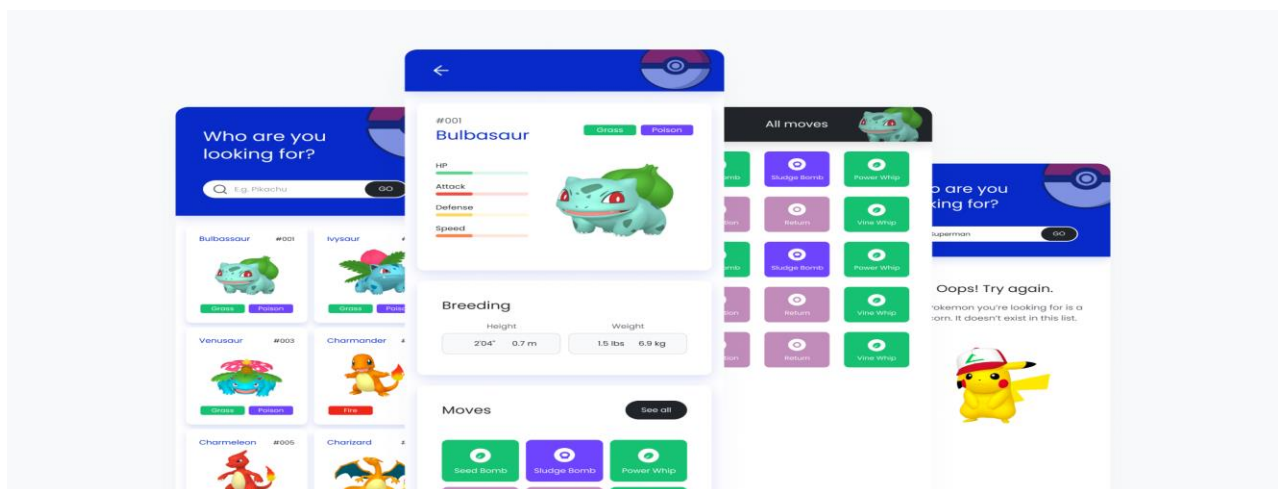 Who are you
looking for?
E.g. Pikachu
GO
Bulbassaur #001
Grass Poison
Ivysaur
Grass
Venusaur #003
Grass Poison
Charmander
Fire
Charmeleon #005
Charizard
#001
Bulbasaur
Grass Poison
HP
Attack
Defense
Speed
Breeding
Height Weight
2'04" 0.7 m 1.5 lbs 6.9 kg
Moves
See all
Seed Bomb Sludge Bomb Power Whip
All moves
Sludge Bomb Power Whip
Return Vine Whip
Sludge Bomb Power Whip
Return Vine Whip
Return Vine Whip
are you
king for?
Superman
GO
Oops! Try again.
okemon you're looking for is a
corn. It doesn't exist in this list.